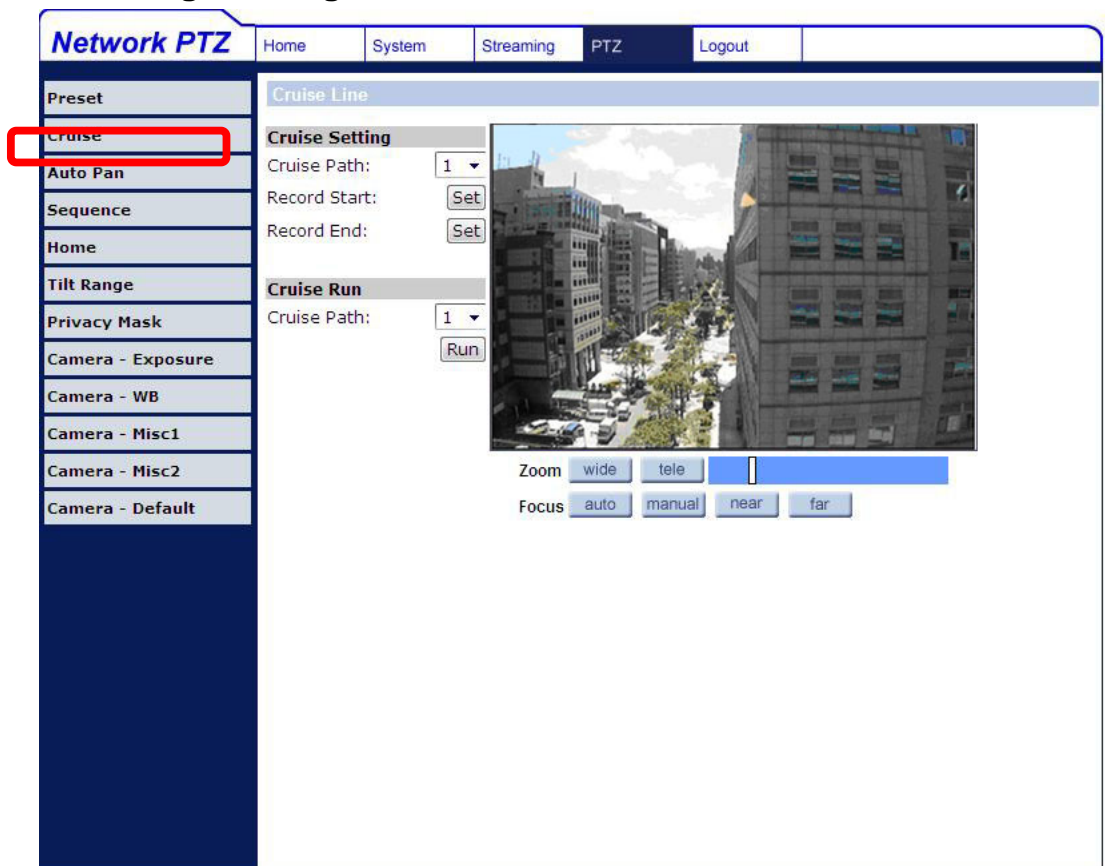 Network PTZ
Home System Streaming PTZ Logout
Preset
Cruise
Auto Pan
Sequence
Home
Tilt Range
Privacy Mask
Camera - Exposure
Camera - WB
Camera - Misc1
Camera - Misc2
Camera - Default
Cruise Line
Cruise Setting
Cruise Path: 1
Record Start: Set
Record End: Set
Cruise Run
Cruise Path: 1
Run
Zoom wide tele
Focus auto manual near far